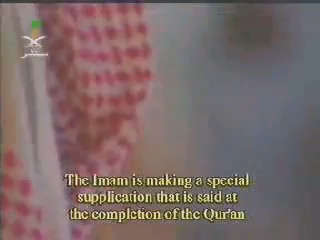 The Imam is making a special
supplication that is said at
the completion of the Qur'an